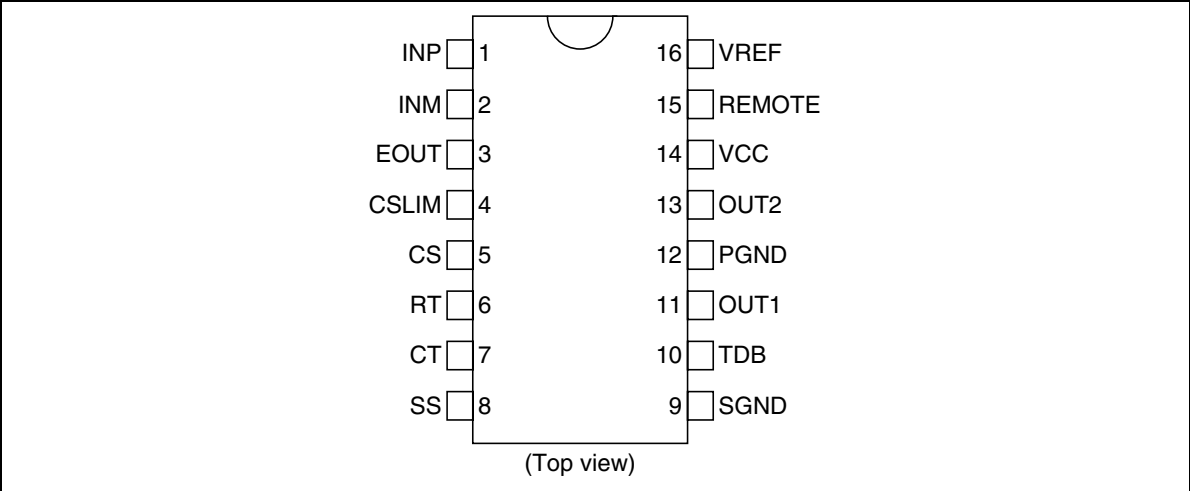 INP 1 16 VREF
INM 2 15 REMOTE
EOUT 3 14 VCC
CSLIM 4 13 OUT2
CS 5 12 PGND
RT 6 11 OUT1
CT 7 10 TDB
SS 8 9 SGND
(Top view)